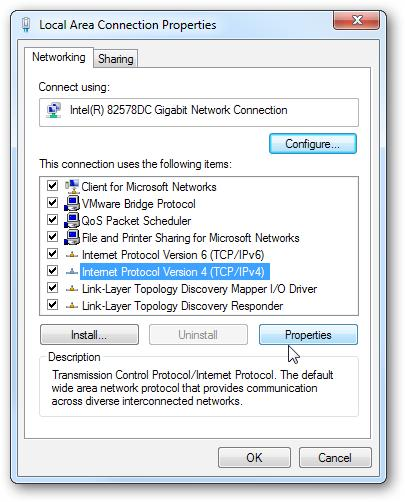 Local Area Connection Properties
Networking
Sharing
Connect using:
Intel(R) 82578DC Gigabit Network Connection
Configure...
This connection uses the following items:
Client for Microsoft Networks
VMware Bridge Protocol
QoS Packet Scheduler
File and Printer Sharing for Microsoft Networks
Internet Protocol Version 6 (TCP/IPv6)
Internet Protocol Version 4 (TCP/IPv4)
Link-Layer Topology Discovery Mapper I/O Driver
Link-Layer Topology Discovery Responder
Install...
Uninstall
Properties
Description
Transmission Control Protocol/Internet Protocol. The default
wide area network protocol that provides communication
across diverse interconnected networks.
OK
Cancel